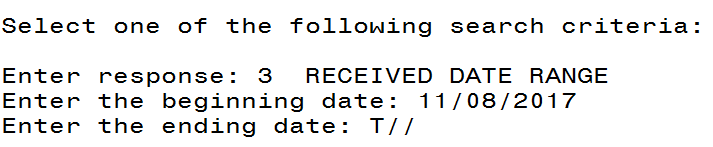 Select one of the following search criteria:
Enter response: 3  RECEIVED DATE RANGE
Enter the beginning date: 11/08/2017
Enter the ending date: T//